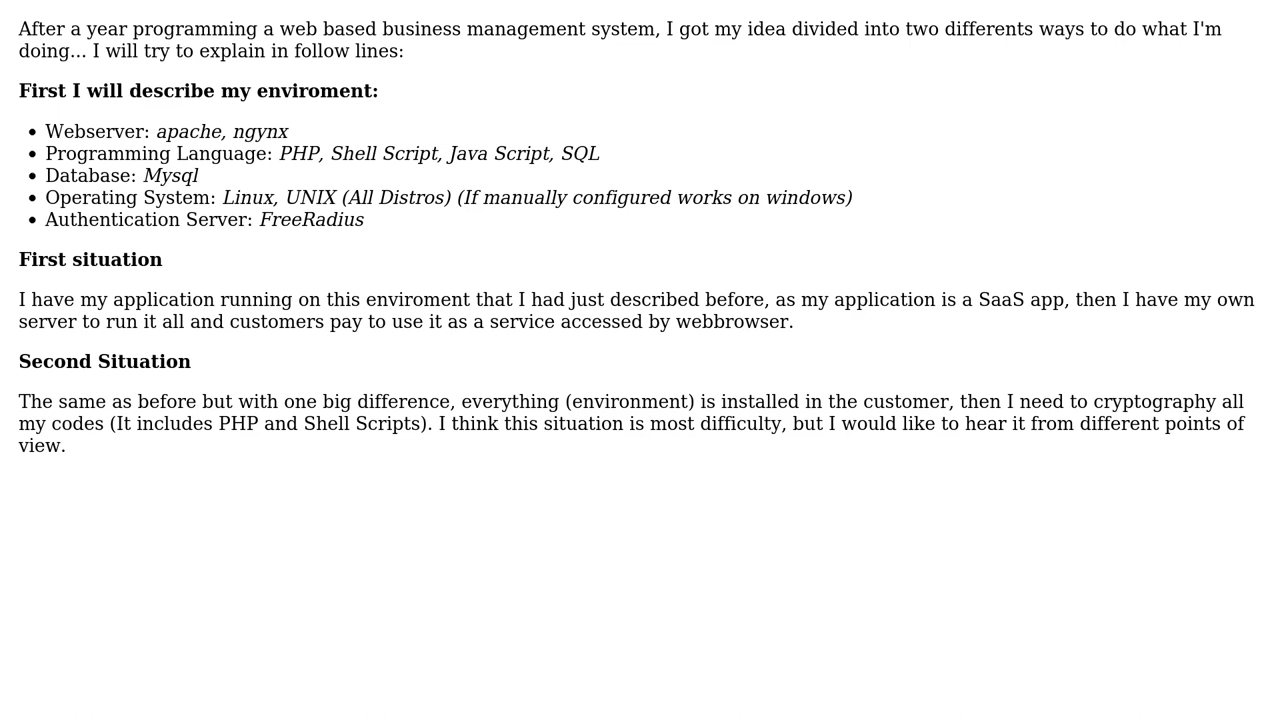 After a year programming a web based business management system, I got my idea divided into two differents ways to do what I'm
doing... I will try to explain in follow lines:
First I will describe my enviroment:
• Webserver: apache, ngynx
• Programming Language: PHP, Shell Script, Java Script, SQL
• Database: Mysql
• Operating System: Linux, UNIX (All Distros) (If manually configured works on windows)
• Authentication Server: FreeRadius
First situation
I have my application running on this enviroment that I had just described before, as my application is a SaaS app, then I have my own
server to run it all and customers pay to use it as a service accessed by webbrowser.
Second Situation
The same as before but with one big difference, everything (environment) is installed in the customer, then I need to cryptography all
my codes (It includes PHP and Shell Scripts). I think this situation is most difficulty, but I would like to hear it from different points of
view.